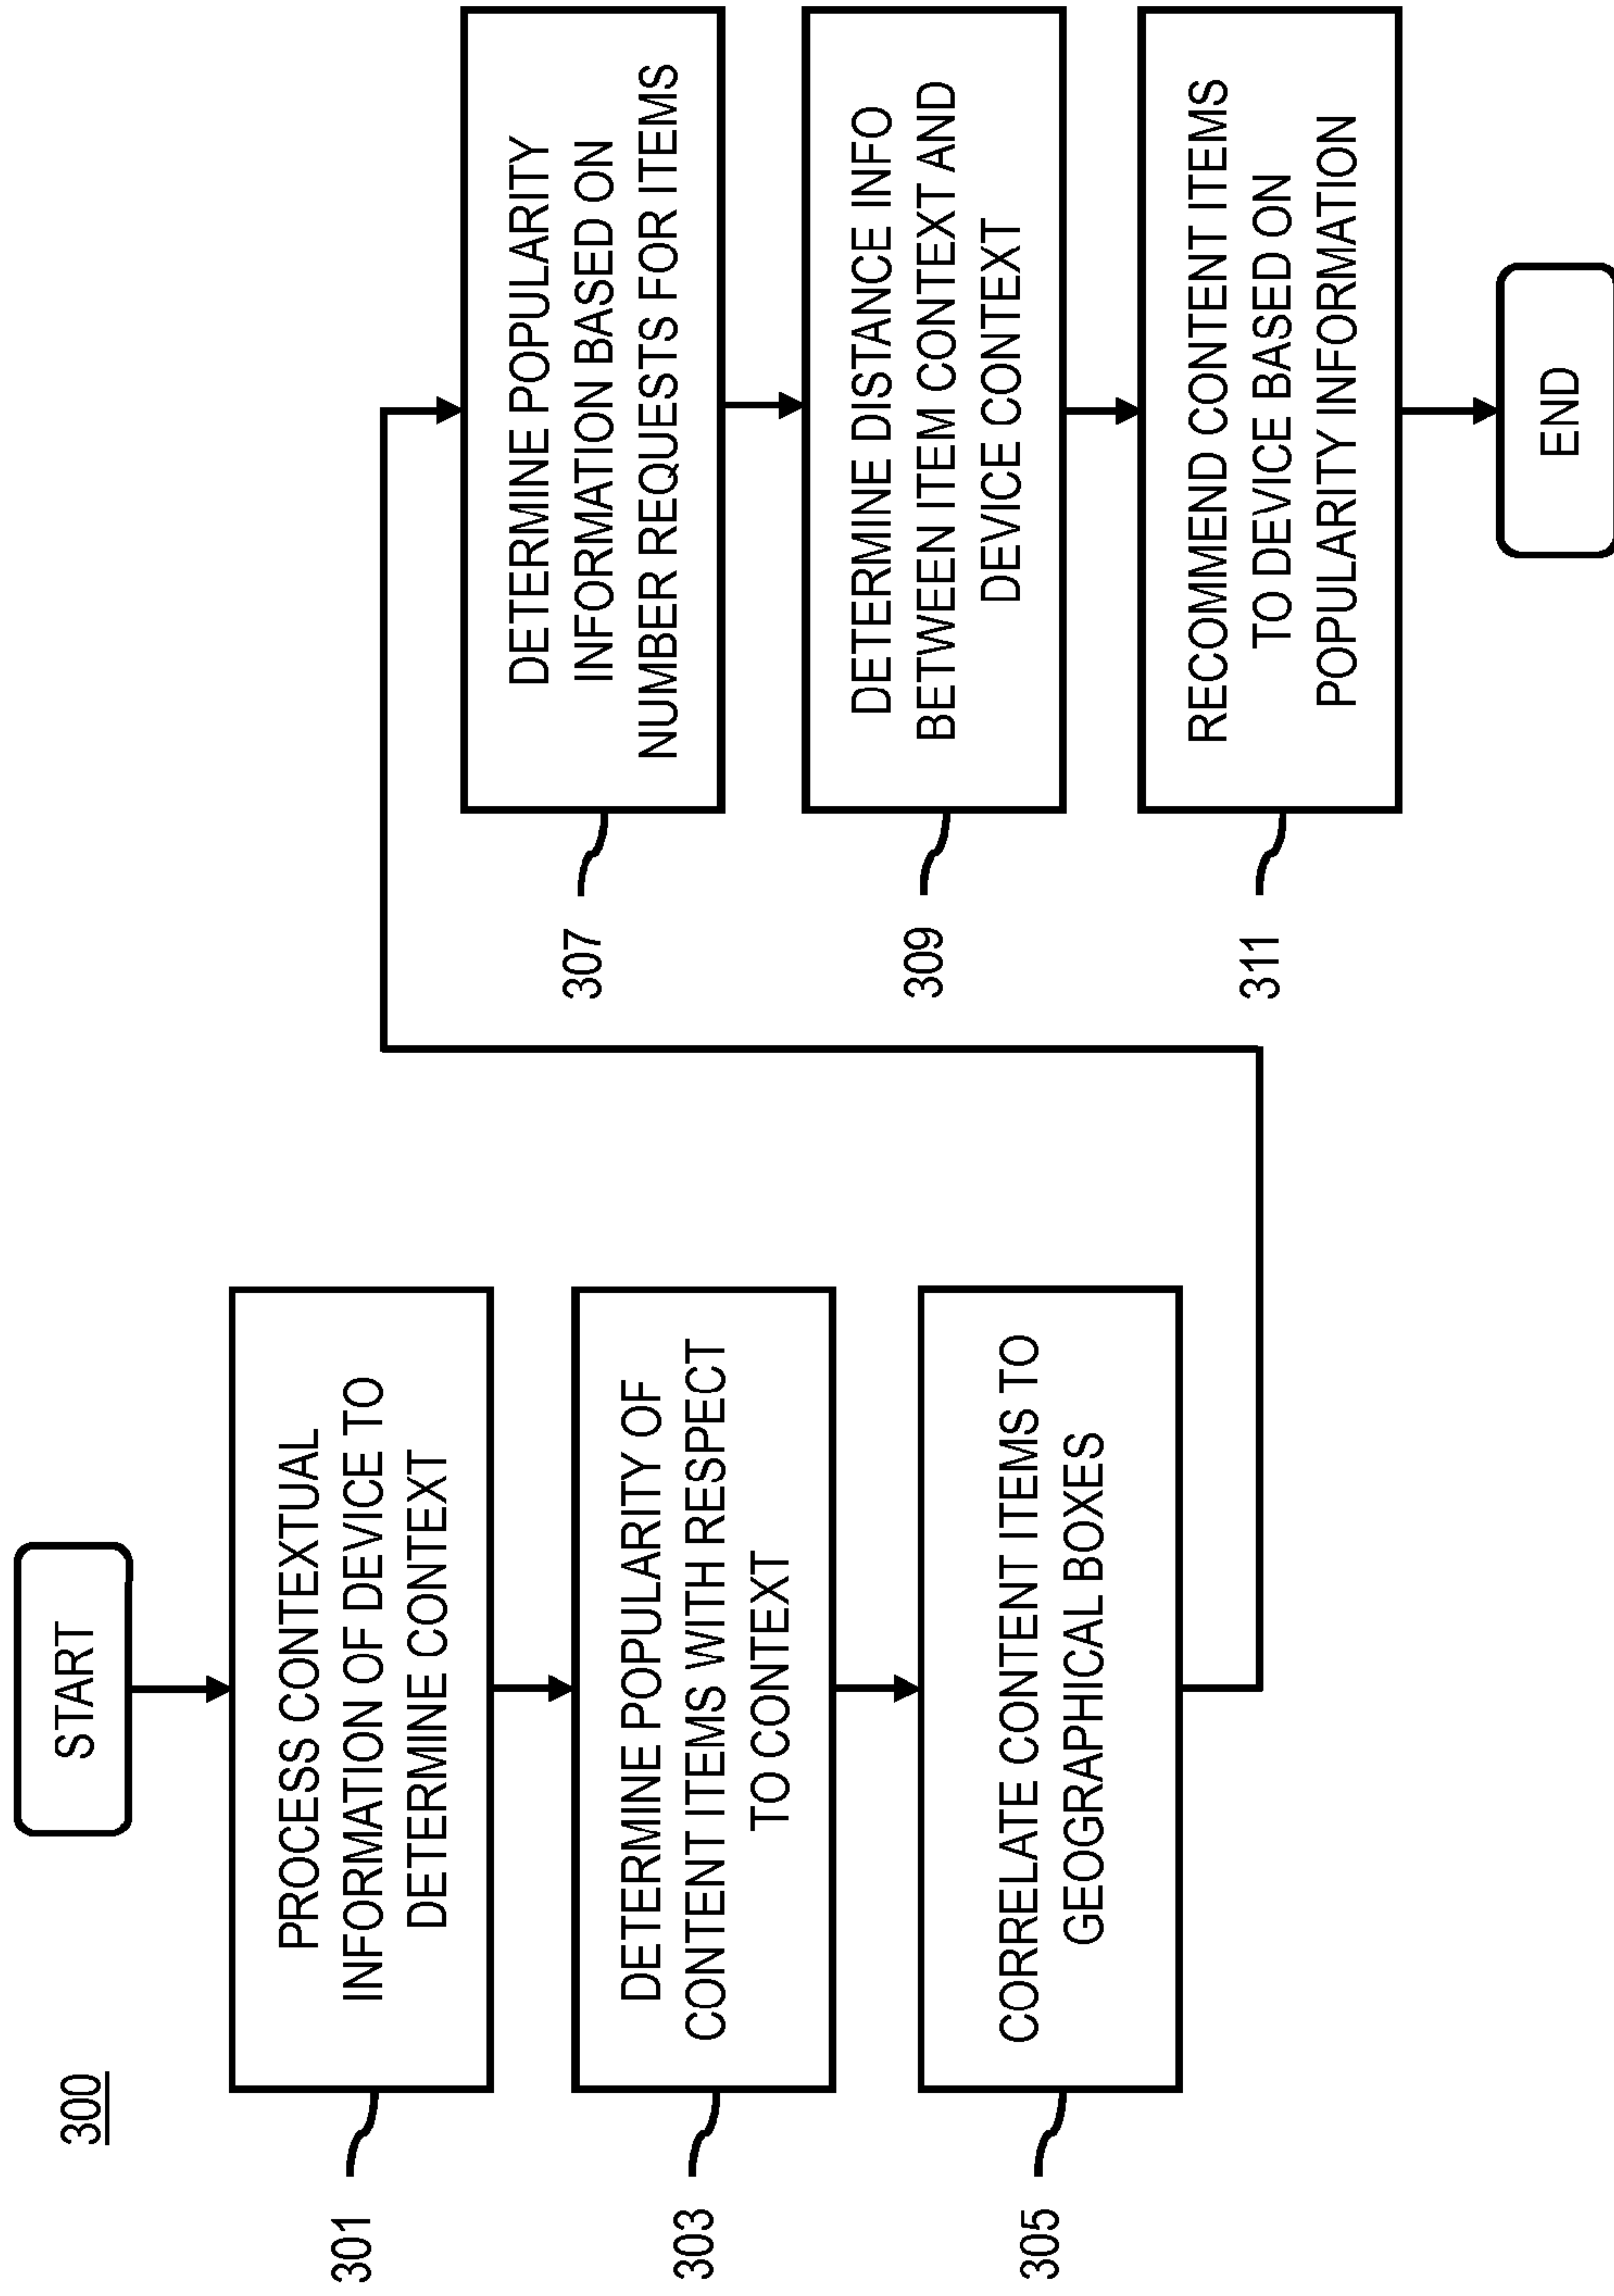 300
START
301
PROCESS CONTEXTUAL
INFORMATION OF DEVICE TO
DETERMINE CONTEXT
303
DETERMINE POPULARITY OF
CONTENT ITEMS WITH RESPECT
TO CONTEXT
305
CORRELATE CONTENT ITEMS TO
GEOGRAPHICAL BOXES
307
DETERMINE POPULARITY
INFORMATION BASED ON
NUMBER REQUESTS FOR ITEMS
309
DETERMINE DISTANCE INFO
BETWEEN ITEM CONTEXT AND
DEVICE CONTEXT
311
RECOMMEND CONTENT ITEMS
TO DEVICE BASED ON
POPULARITY INFORMATION
END